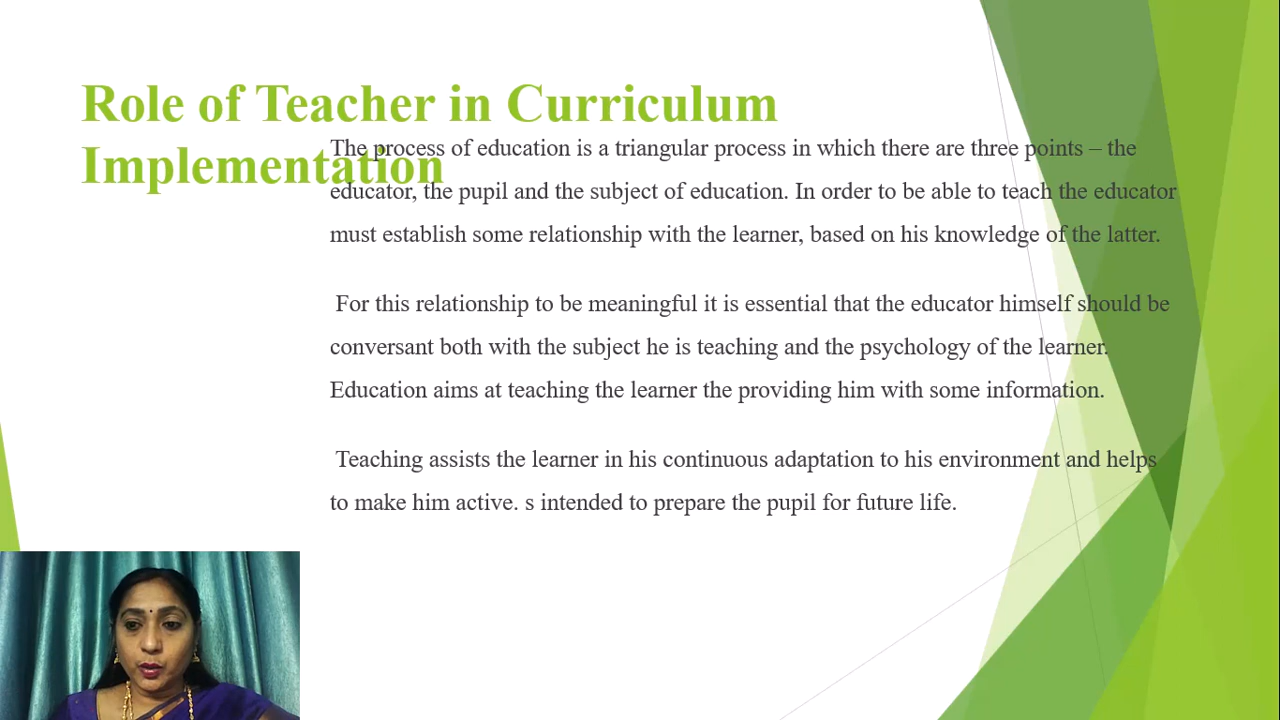 Role of Teacher in Curriculum
Implementation
The process of education is a triangular process in which there are three points – the
educator, the pupil and the subject of education. In order to be able to teach the educator
must establish some relationship with the learner, based on his knowledge of the latter.
For this relationship to be meaningful it is essential that the educator himself should be
conversant both with the subject he is teaching and the psychology of the learner.
Education aims at teaching the learner the providing him with some information.
Teaching assists the learner in his continuous adaptation to his environment and helps
to make him active. s intended to prepare the pupil for future life.